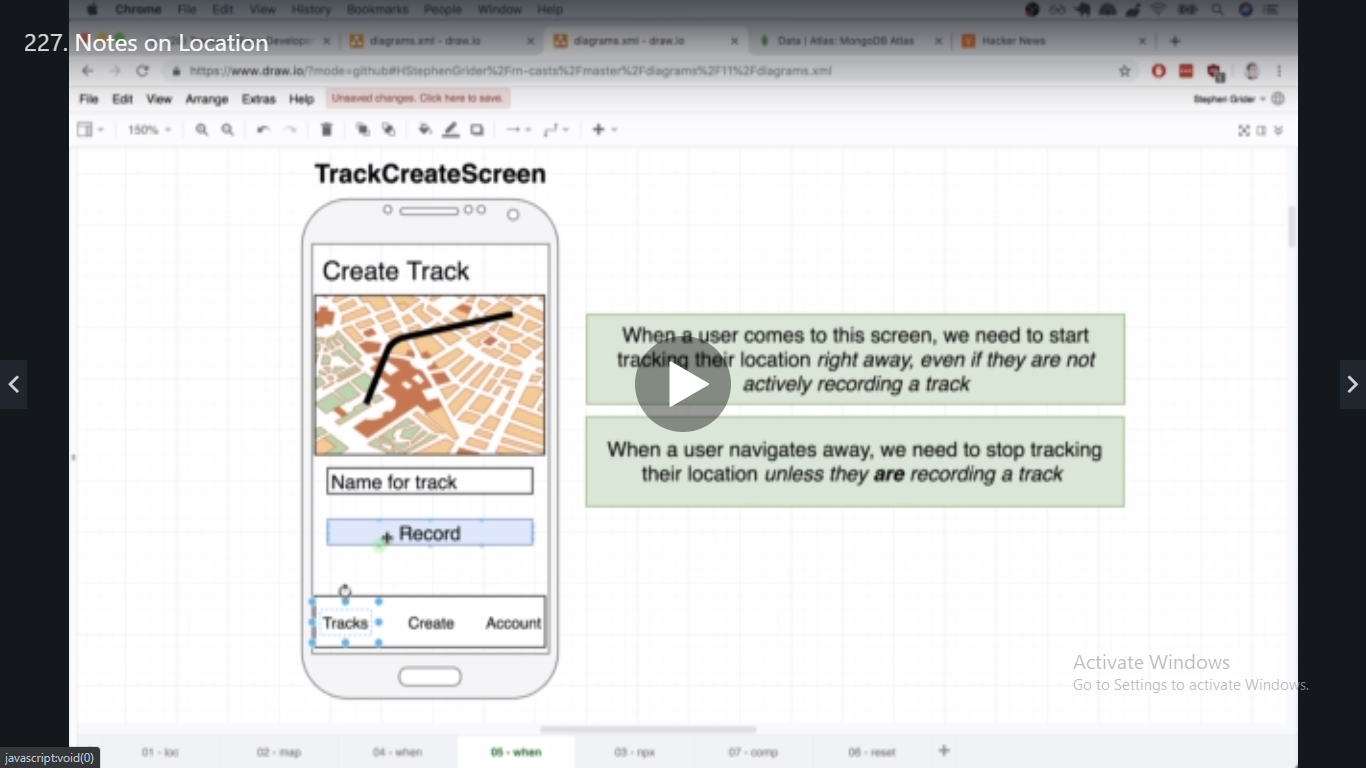 Chrome File Edit View History Bookmarks People Window Help
227. Notes on Location
diagrams.xml - draw.io
diagrams.xml - draw.io
Data | Atlas: MongoDB Atlas
Hacker News
https://www.draw.io/?mode=github#HStephenGrider%2Frn-casts%2Fmaster%2Fdiagrams%2F11%2Fdiagrams.xml
File Edit View Arrange Extras Help Unsaved changes. Click here to save.
Stephen Grider
150%
TrackCreateScreen
Create Track
When a user comes to this screen, we need to start
tracking their location right away, even if they are not
actively recording a track
When a user navigates away, we need to stop tracking
their location unless they are recording a track
Name for track
Record
Tracks Create Account
Activate Windows
Go to Settings to activate Windows.
01 - loc
02 - map
04 - when
05 - when
03 - npx
07 - comp
06 - reset
javascript:void(0)